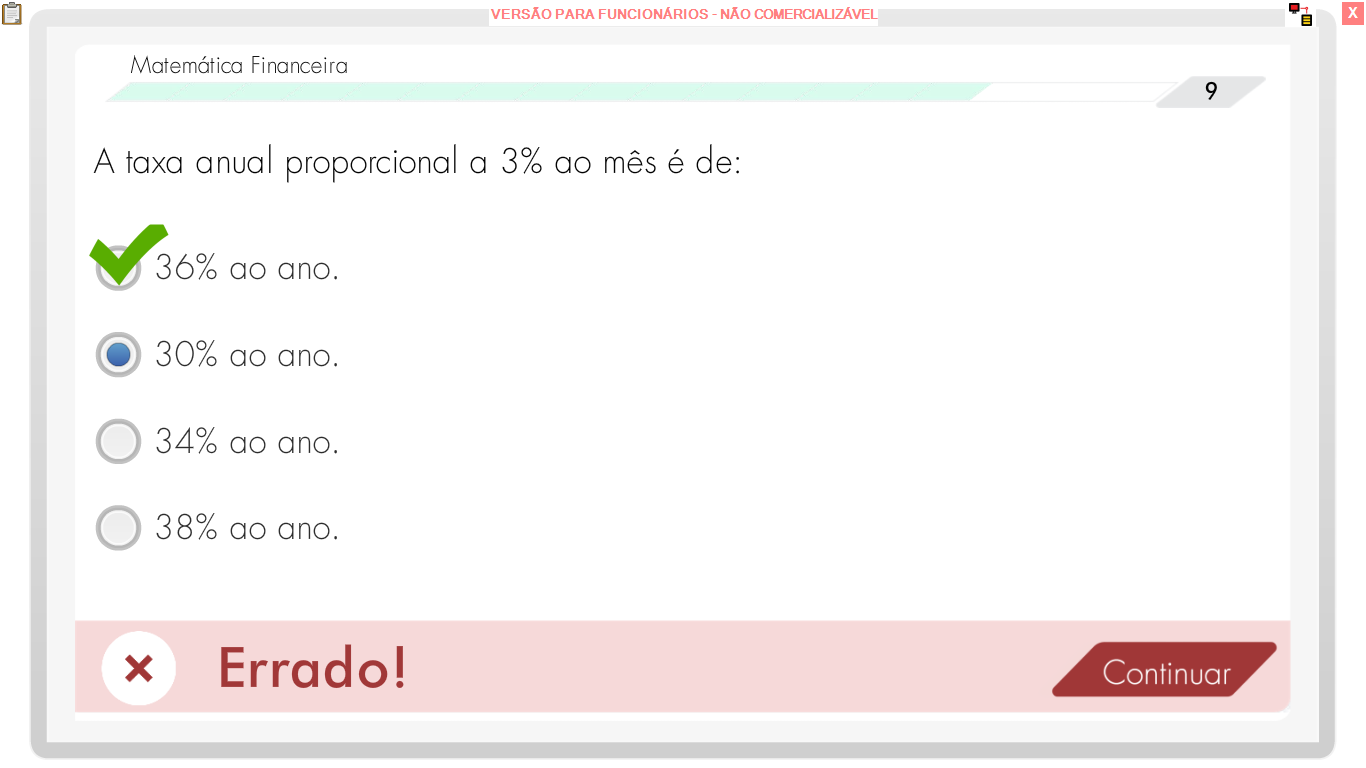 VERSÃO PARA FUNCIONÁRIOS - NÃO COMERCIALIZÁVEL
X
Matemática Financeira
9
A taxa anual proporcional a 3% ao mês é de:
36% ao ano.
30% ao ano.
34% ao ano.
38% ao ano.
Errado!
Continuar